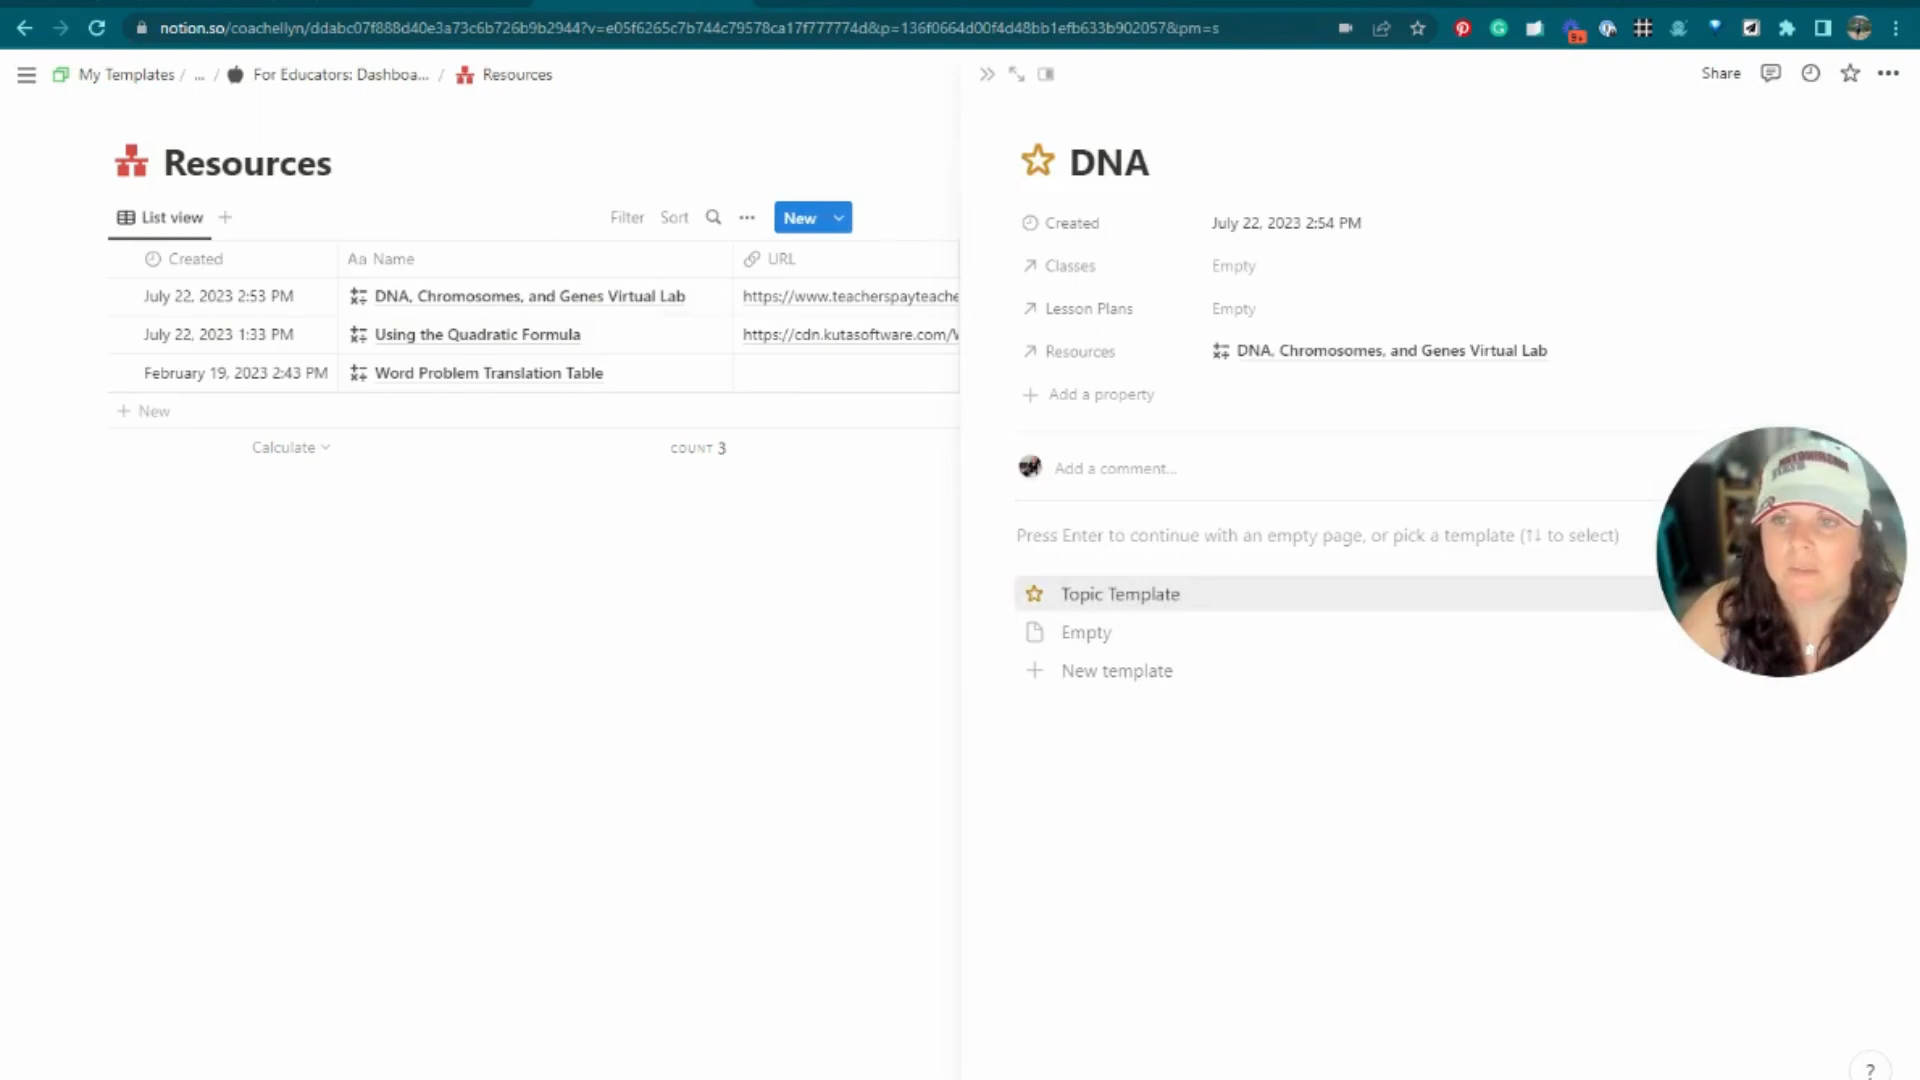 notion.so/coachellyn/ddabc07f888d40e3a73c6b726b9b2944?v=e05f6265c7b744c79578ca17f777774d&p=136f0664d00f4d48bb1efb633b902057&pm=s
9+
My Templates / ... / For Educators: Dashboa... / Resources
Share
Resources
List view
Filter Sort ... New
Created Aa Name URL
July 22, 2023 2:53 PM DNA, Chromosomes, and Genes Virtual Lab https://www.teacherspayteache
July 22, 2023 1:33 PM Using the Quadratic Formula https://cdn.kutasoftware.com/
February 19, 2023 2:43 PM Word Problem Translation Table
+ New
Calculate COUNT 3
DNA
Created July 22, 2023 2:54 PM
Classes Empty
Lesson Plans Empty
Resources DNA, Chromosomes, and Genes Virtual Lab
+ Add a property
Add a comment...
Press Enter to continue with an empty page, or pick a template (↑↓ to select)
Topic Template
Empty
+ New template
?